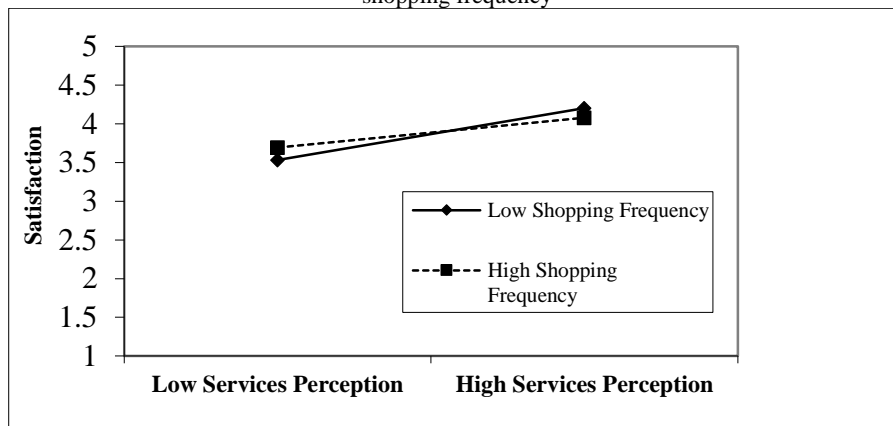 shopping frequency
5
4.5
4
3.5
3
2.5
2
1.5
1
Satisfaction
Low Shopping Frequency
High Shopping
Frequency
Low Services Perception
High Services Perception